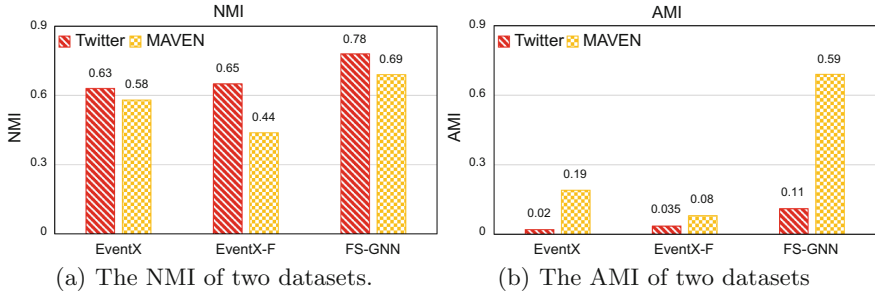 NMI
0.9
Twitter MAVEN
0.78
0.69
0.63
0.65
0.58
0.6
0.44
NMI
0.3
0
EventX EventX-F FS-GNN
(a) The NMI of two datasets.
AMI
0.9
Twitter MAVEN
0.59
0.6
AMI
0.3
0.19
0.11
0.08
0.02
0.035
0
EventX EventX-F FS-GNN
(b) The AMI of two datasets